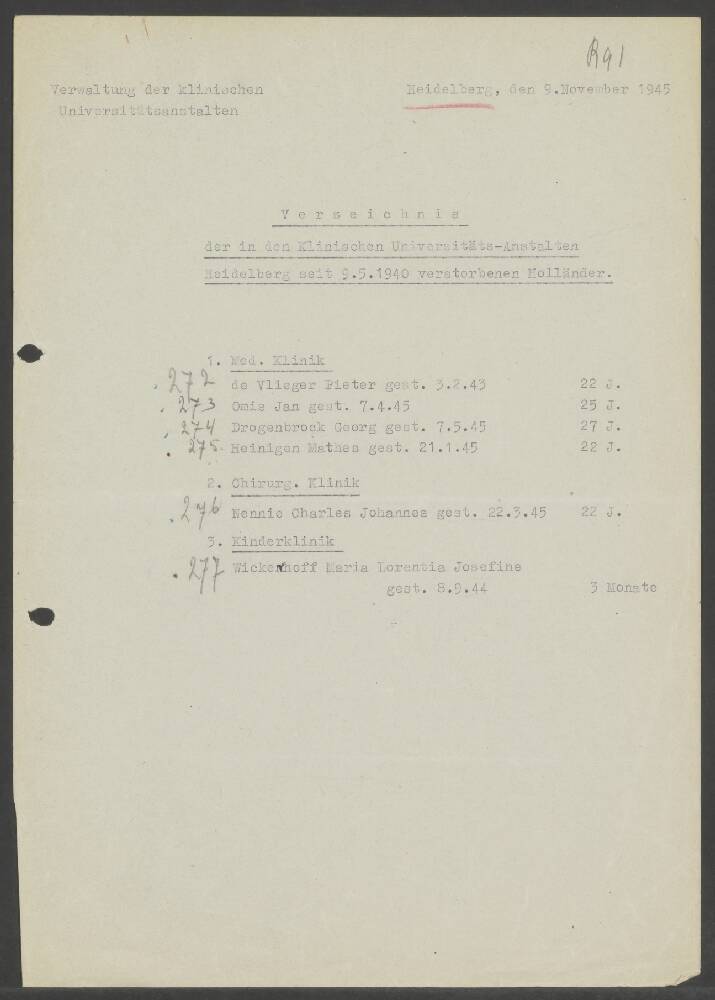 R91
Verwaltung der klinischen
Universitätsanstalten
Heidelberg, den 9.November 1945
Verzeichnis
der in den Klinischen Universitäts-Anstalten
Heidelberg seit 9.5.1940 verstorbenen Holländer.
1. Med. Klinik
272 de Vlieger Pieter gest. 3.2.43 22 J.
273 Omis Jan gest. 7.4.45 25 J.
274 Drogenbrock Georg gest. 7.5.45 27 J.
275 Heinigen Mathes gest. 21.1.45 22 J.
2. Chirurg. Klinik
276 Nennie Charles Johannes gest. 22.3.45 22 J.
3. Kinderklinik
277 Wickenhoff Maria Lorentia Josefine
gest. 8.9.44 3 Monate